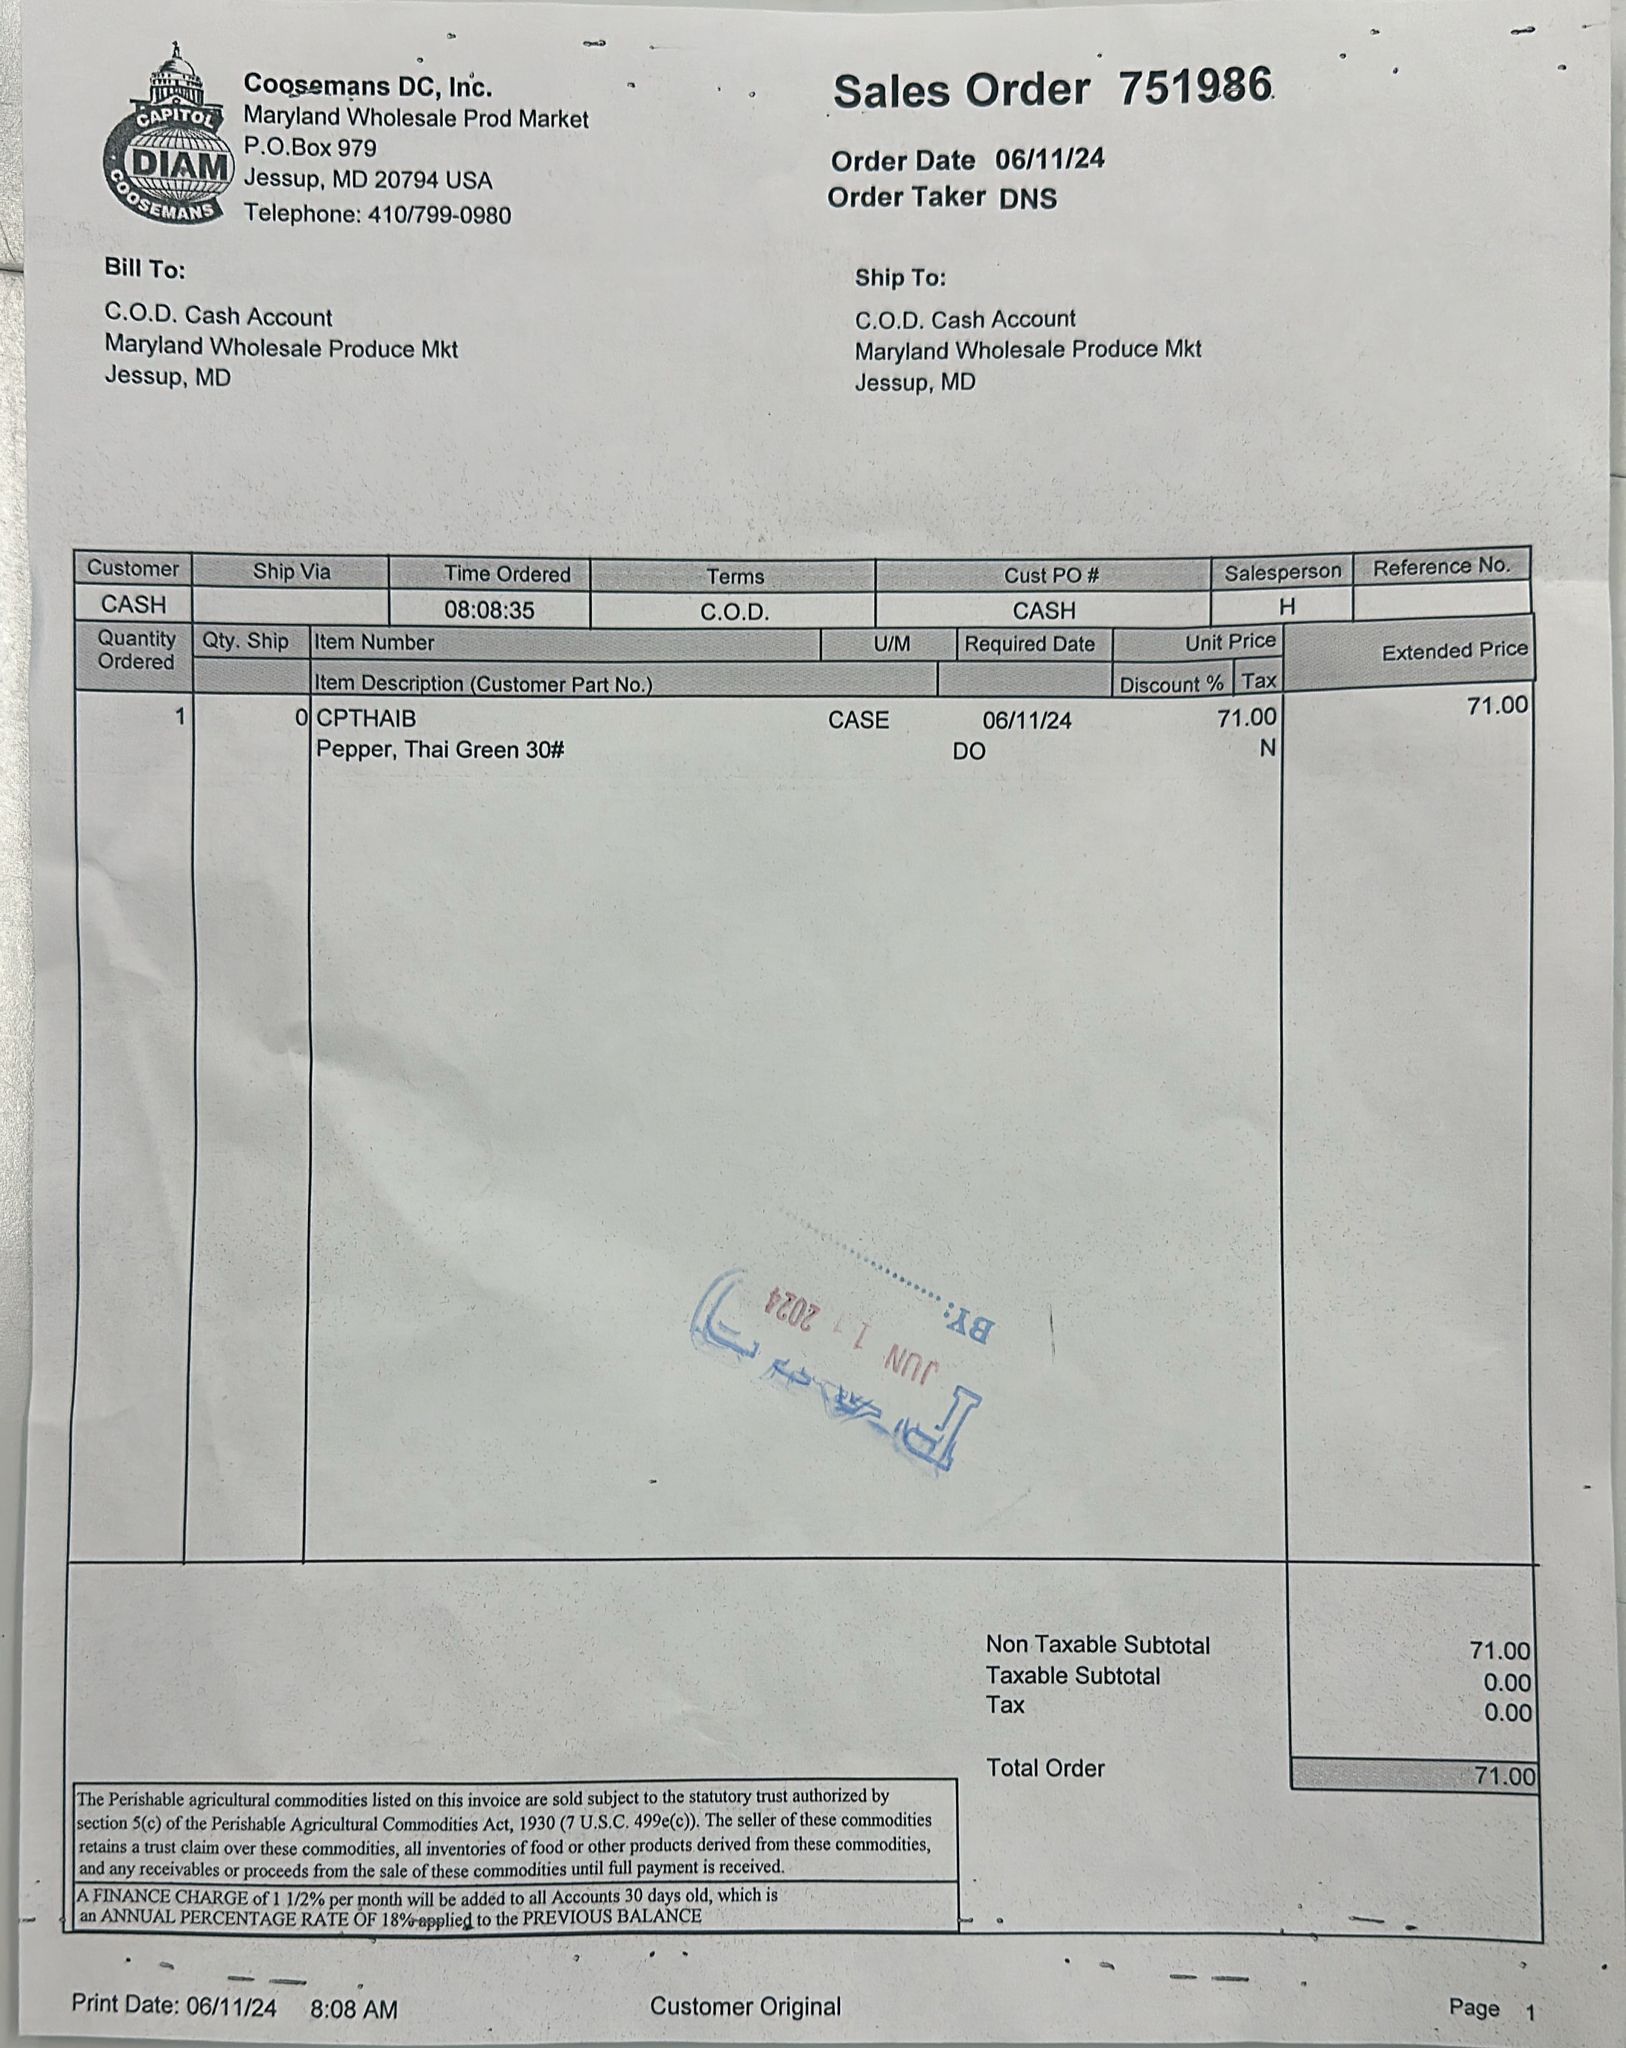 CAPITOL
DIAM
COOSEMANS
Coosemans DC, Inc.
Maryland Wholesale Prod Market
P.O.Box 979
Jessup, MD 20794 USA
Telephone: 410/799-0980
Sales Order 751986
Order Date 06/11/24
Order Taker DNS
Bill To:
C.O.D. Cash Account
Maryland Wholesale Produce Mkt
Jessup, MD
Ship To:
C.O.D. Cash Account
Maryland Wholesale Produce Mkt
Jessup, MD
Customer Ship Via Time Ordered Terms Cust PO # Salesperson Reference No.
CASH 08:08:35 C.O.D. CASH H
Quantity Ordered Qty. Ship Item Number U/M Required Date Unit Price Extended Price
Item Description (Customer Part No.) Discount % Tax
1 0 CPTHAIB CASE 06/11/24 71.00 71.00
Pepper, Thai Green 30# DO N
PAID
JUN 11 2024
BY:
Non Taxable Subtotal 71.00
Taxable Subtotal 0.00
Tax 0.00
Total Order 71.00
The Perishable agricultural commodities listed on this invoice are sold subject to the statutory trust authorized by
section 5(c) of the Perishable Agricultural Commodities Act, 1930 (7 U.S.C. 499e(c)). The seller of these commodities
retains a trust claim over these commodities, all inventories of food or other products derived from these commodities,
and any receivables or proceeds from the sale of these commodities until full payment is received.
A FINANCE CHARGE of 1 1/2% per month will be added to all Accounts 30 days old, which is
an ANNUAL PERCENTAGE RATE OF 18% applied to the PREVIOUS BALANCE
Print Date: 06/11/24 8:08 AM Customer Original Page 1